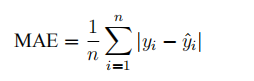 MAE = \frac{1}{n} \sum_{i=1}^{n} |y_i - \hat{y}_i|